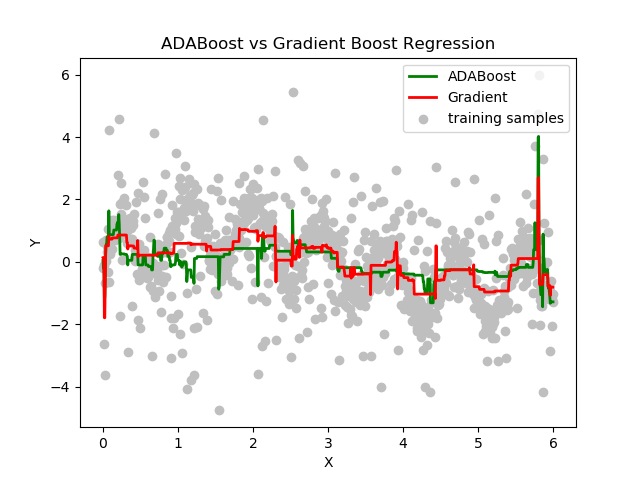 ADABoost vs Gradient Boost Regression
ADABoost
Gradient
training samples
6
4
2
0
−2
−4
Y
0 1 2 3 4 5 6
X